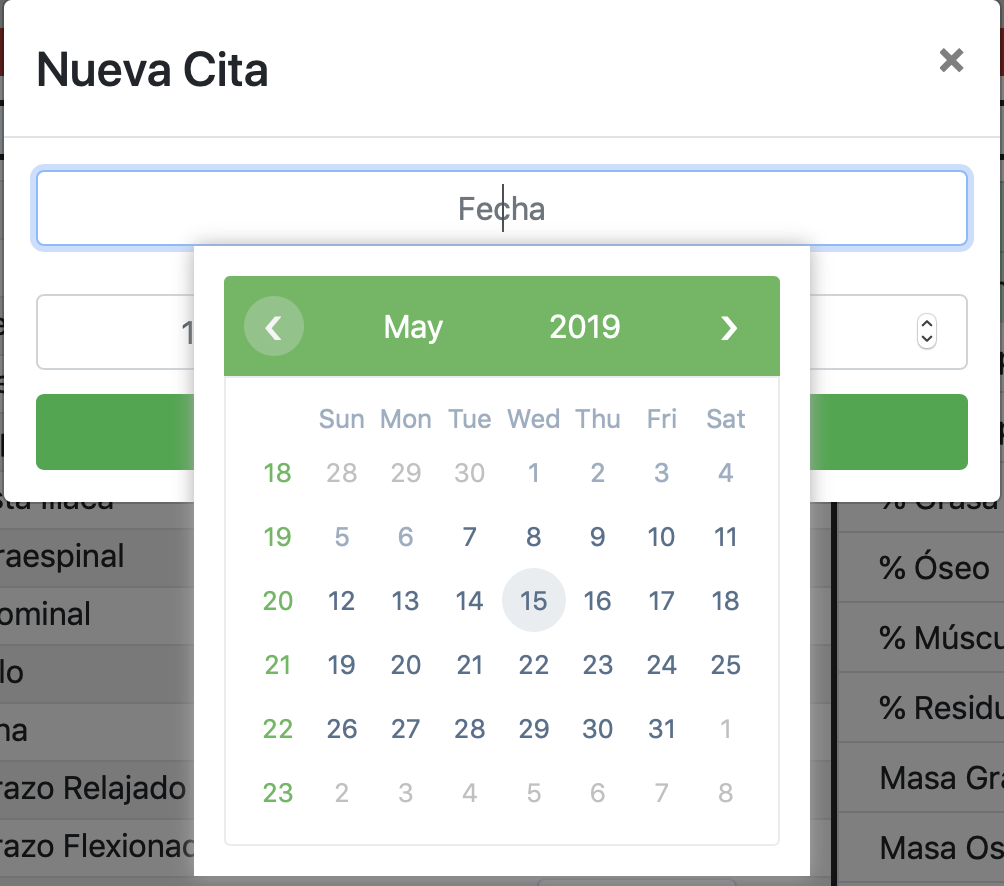 Nueva Cita
×
Fecha
1
‹ May 2019 ›
Sun Mon Tue Wed Thu Fri Sat
18 28 29 30 1 2 3 4
19 5 6 7 8 9 10 11
20 12 13 14 15 16 17 18
21 19 20 21 22 23 24 25
22 26 27 28 29 30 31 1
23 2 3 4 5 6 7 8
raespinal
% Óseo
ominal
% Múscu
lo
% Residu
na
razo Relajado
Masa Gra
razo Flexionad
Masa Os